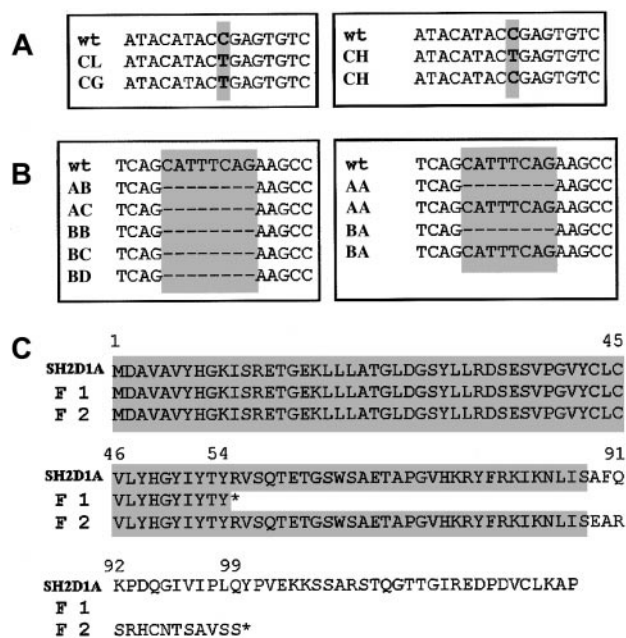 A
wt ATACATACCGAGTGTC
CL ATACATACTGAGTGTC
CG ATACATACTGAGTGTC
wt ATACATACCGAGTGTC
CH ATACATACTGAGTGTC
CH ATACATACCGAGTGTC
B
wt TCAGCATTTCAGAAGCC
AB TCAG--------AAGCC
AC TCAG--------AAGCC
BB TCAG--------AAGCC
BC TCAG--------AAGCC
BD TCAG--------AAGCC
wt TCAGCATTTCAGAAGCC
AA TCAG--------AAGCC
AA TCAGCATTTCAGAAGCC
BA TCAG--------AAGCC
BA TCAGCATTTCAGAAGCC
C
1 45
SH2D1A MDAVAVYHGKISRETGEKLLLATGLDGSYLLRDSESVPGVYCLC
F 1 MDAVAVYHGKISRETGEKLLLATGLDGSYLLRDSESVPGVYCLC
F 2 MDAVAVYHGKISRETGEKLLLATGLDGSYLLRDSESVPGVYCLC
46 54 91
SH2D1A VLYHGYIYTYRVSQTETGSWSAETAPGVHKRYFRKIKNLISAFQ
F 1 VLYHGYIYTY*
F 2 VLYHGYIYTYRVSQTETGSWSAETAPGVHKRYFRKIKNLISEAR
92 99
SH2D1A KPDQGIVIPLQYPVEKKSSARSTQGTTGIREDPDVCLKAP
F 1
F 2 SRHCNTSAVSS*